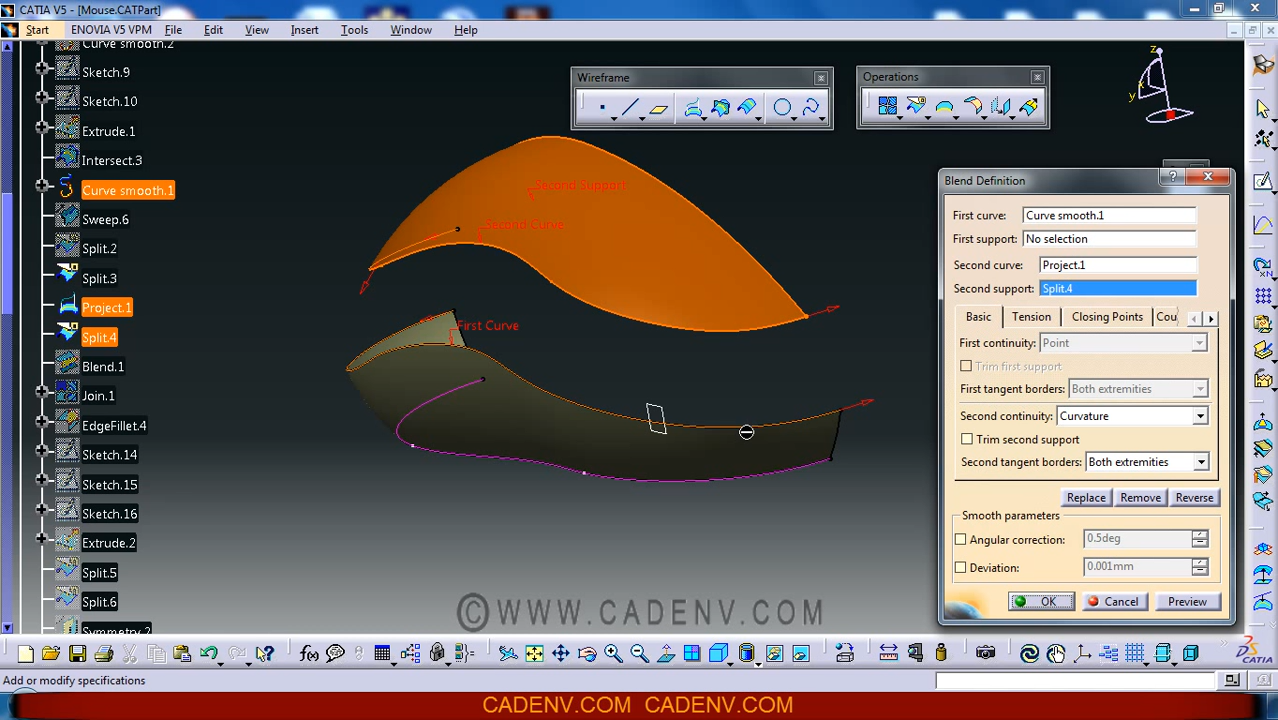 CATIA V5 - [Mouse.CATPart]
Start ENOVIA V5 VPM File Edit View Insert Tools Window Help
Curve smooth.2
Sketch.9
Sketch.10
Extrude.1
Intersect.3
Curve smooth.1
Sweep.6
Split.2
Split.3
Project.1
Split.4
Blend.1
Join.1
EdgeFillet.4
Sketch.14
Sketch.15
Sketch.16
Extrude.2
Split.5
Split.6
Symmetry.2
Wireframe
Operations
z
y
x
Second Support
Second Curve
First Curve
Blend Definition
First curve: Curve smooth.1
First support: No selection
Second curve: Project.1
Second support: Split.4
Basic Tension Closing Points Cou
First continuity: Point
Trim first support
First tangent borders: Both extremities
Second continuity: Curvature
Trim second support
Second tangent borders: Both extremities
Replace Remove Reverse
Smooth parameters
Angular correction: 0.5deg
Deviation: 0.001mm
OK Cancel Preview
©WWW.CADENV.COM
f(x)
Add or modify specifications
CADENV.COM CADENV.COM